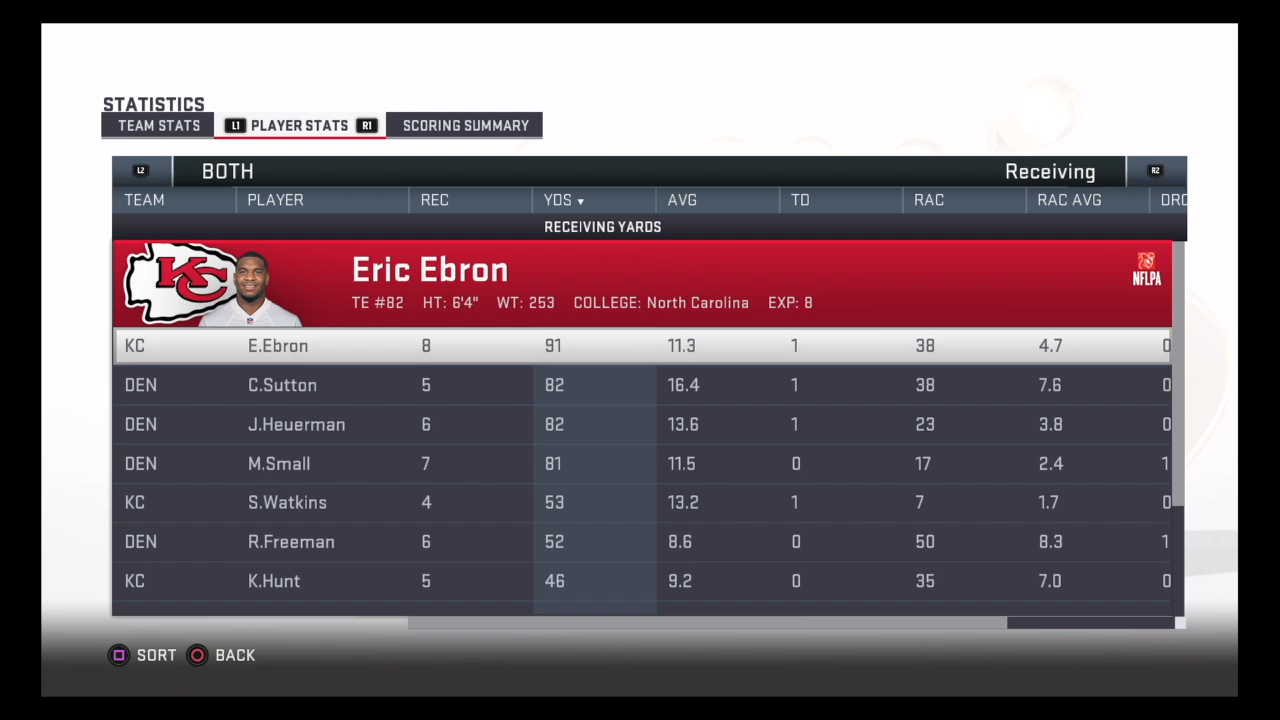 STATISTICS
TEAM STATS L1 PLAYER STATS R1 SCORING SUMMARY
L2 BOTH Receiving R2
TEAM PLAYER REC YDS ▼ AVG TD RAC RAC AVG DRO
RECEIVING YARDS
KC
Eric Ebron
NFLPA
TE #82 HT: 6'4" WT: 253 COLLEGE: North Carolina EXP: 8
KC E.Ebron 8 91 11.3 1 38 4.7 0
DEN C.Sutton 5 82 16.4 1 38 7.6 0
DEN J.Heuerman 6 82 13.6 1 23 3.8 0
DEN M.Small 7 81 11.5 0 17 2.4 1
KC S.Watkins 4 53 13.2 1 7 1.7 0
DEN R.Freeman 6 52 8.6 0 50 8.3 1
KC K.Hunt 5 46 9.2 0 35 7.0 0
SORT BACK